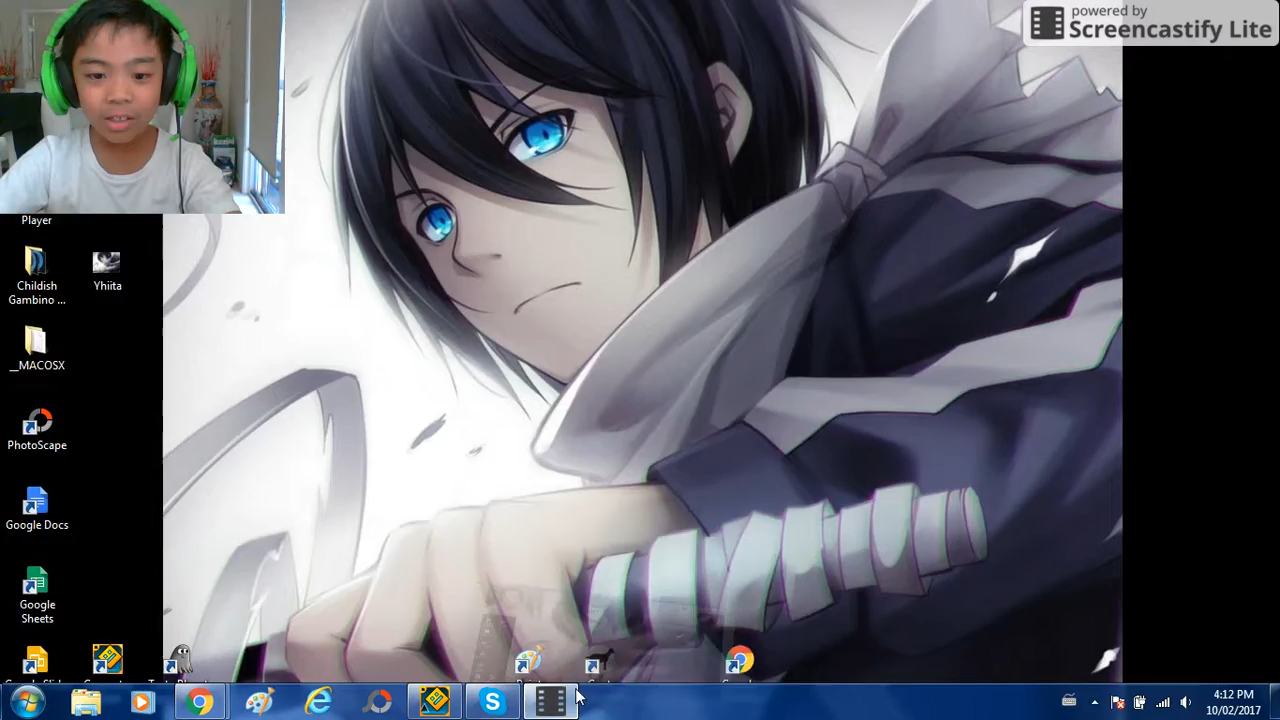 powered by
Screencastify Lite
Player
Childish
Gambino ...
Yhiita
__MACOSX
PhotoScape
Google Docs
Google
Sheets
4:12 PM
10/02/2017